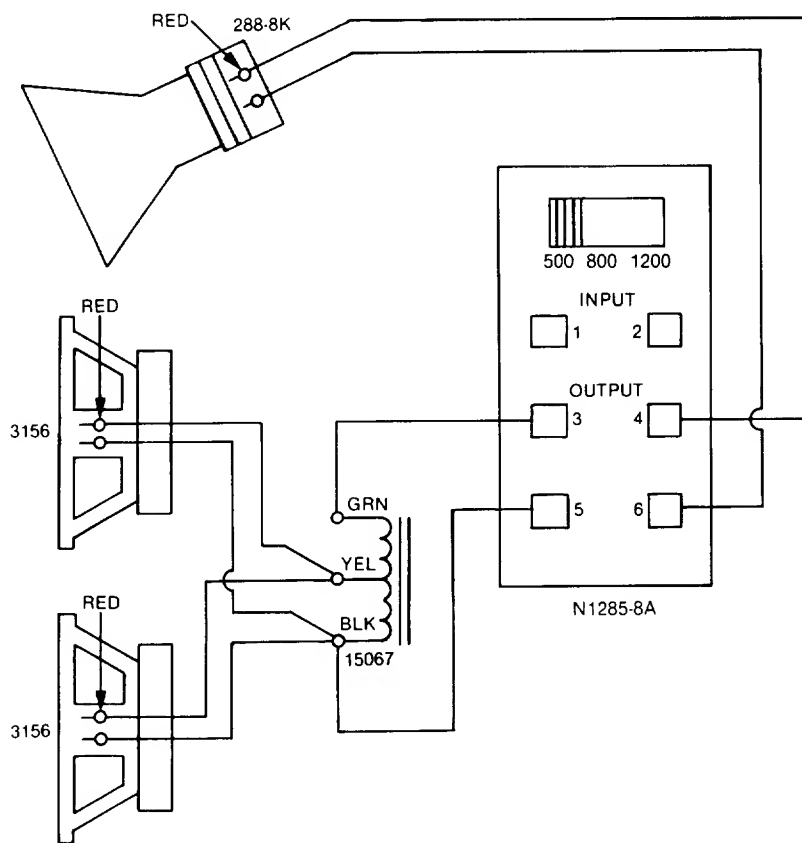 RED
288-8K
500 800 1200
INPUT
1 2
RED
OUTPUT
3 4
3156
GRN
5 6
YEL
N1285-8A
RED
BLK
15067
3156